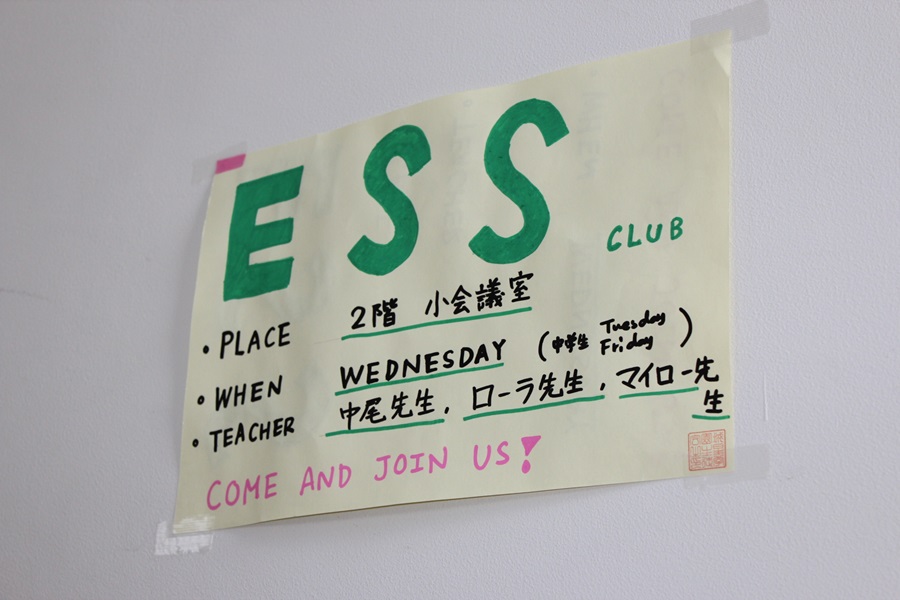 ESS CLUB
・PLACE 2階 小会議室
・WHEN WEDNESDAY (中学生 Tuesday Friday)
・TEACHER 中尾先生, ローラ先生, マイロー先生
COME AND JOIN US!